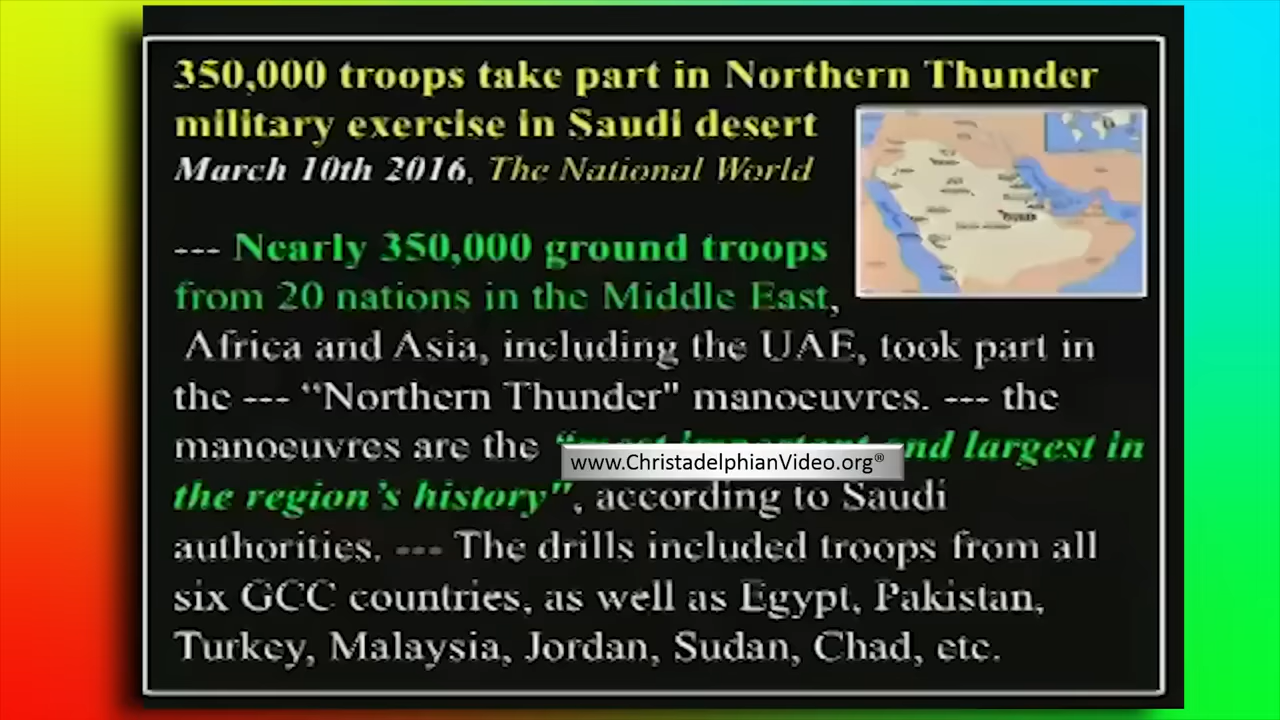 350,000 troops take part in Northern Thunder
military exercise in Saudi desert
March 10th 2016, The National World
--- Nearly 350,000 ground troops
from 20 nations in the Middle East,
Africa and Asia, including the UAE, took part in
the --- “Northern Thunder" manoeuvres. --- the
manoeuvres are the “most important and largest in
www.ChristadelphianVideo.org®
the region's history", according to Saudi
authorities. --- The drills included troops from all
six GCC countries, as well as Egypt, Pakistan,
Turkey, Malaysia, Jordan, Sudan, Chad, etc.